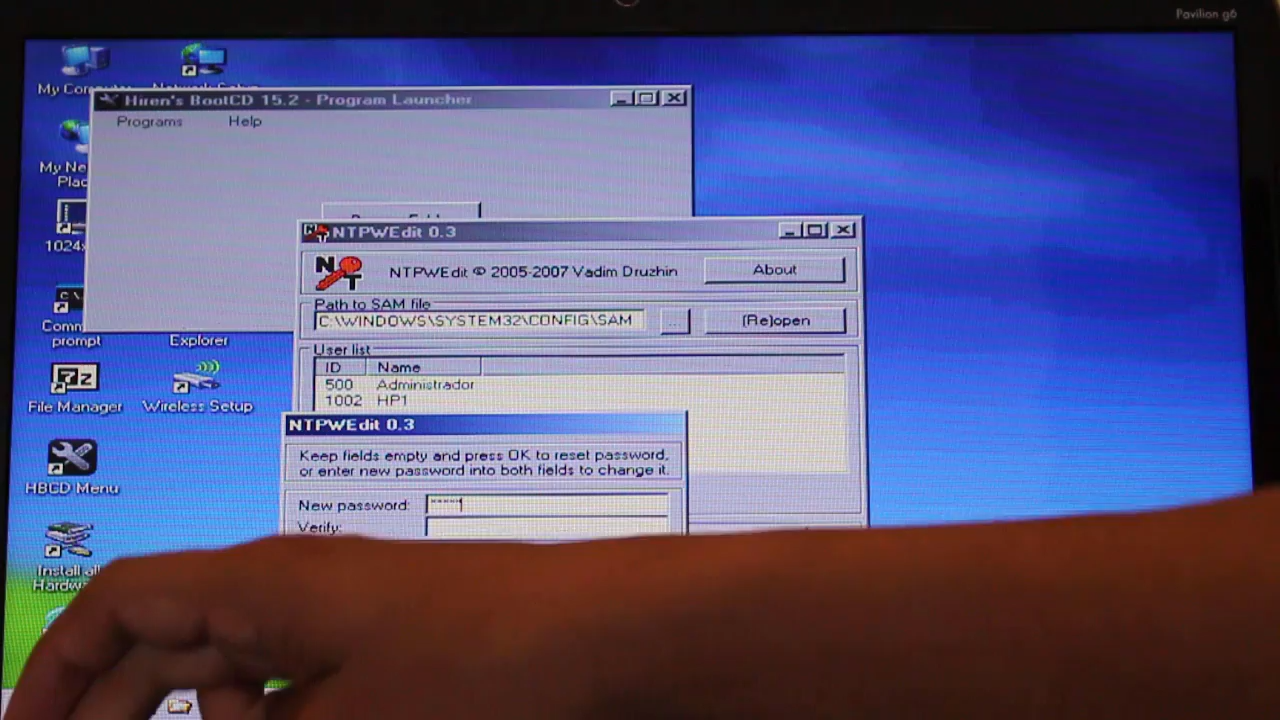 Pavilion g6
My Computer
Hiren's BootCD 15.2 - Program Launcher
Programs Help
My Ne
Plac
NTPWEdit 0.3
NTPWEdit © 2005-2007 Vadim Druzhin
About
Path to SAM file
C:\WINDOWS\SYSTEM32\CONFIG\SAM
...
(Re)open
User list
ID Name
500 Administrador
1002 HP1
1024x
C:\
Comm
prompt
Explorer
File Manager
Wireless Setup
HBCD Menu
NTPWEdit 0.3
Keep fields empty and press OK to reset password,
or enter new password into both fields to change it.
New password: *****
Verify:
Install all
Hardw